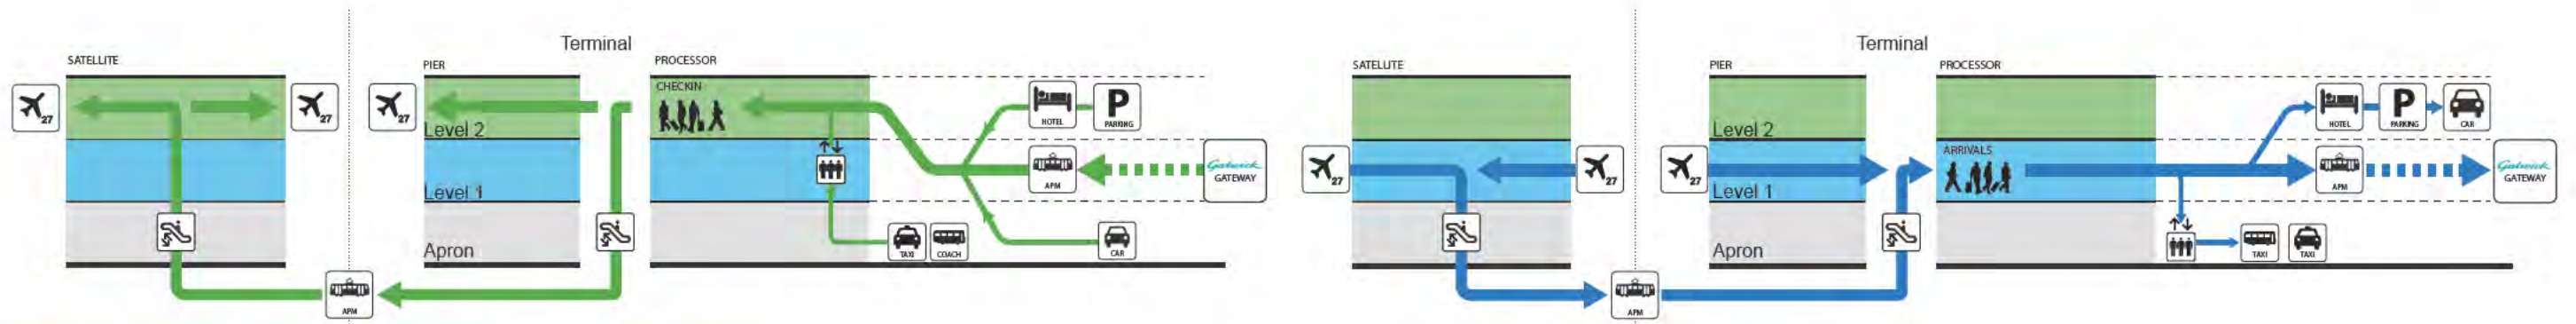 Terminal
SATELLITE
PIER
PROCESSOR
CHECKIN
27
27
27
Level 2
Level 1
Apron
HOTEL
PARKING
APM
Gatwick
GATEWAY
TAXI
COACH
CAR
APM
Terminal
SATELLITE
PIER
PROCESSOR
ARRIVALS
27
27
27
Level 2
Level 1
Apron
HOTEL
P
PARKING
CAR
APM
Gatwick
GATEWAY
TAXI
TAXI
APM